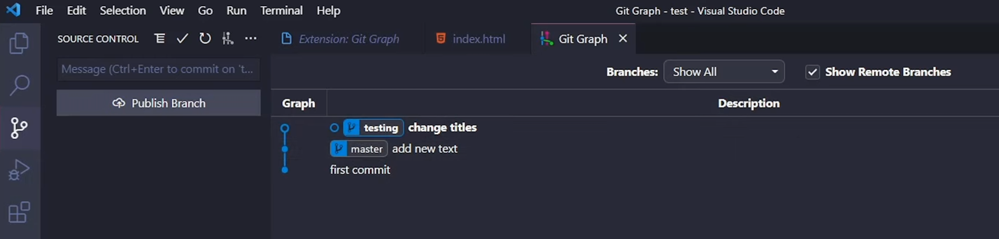 File Edit Selection View Go Run Terminal Help
Git Graph - test - Visual Studio Code
SOURCE CONTROL
Extension: Git Graph
index.html
Git Graph
Message (Ctrl+Enter to commit on 't...
Branches: Show All
Show Remote Branches
Publish Branch
Graph
Description
testing change titles
master add new text
first commit